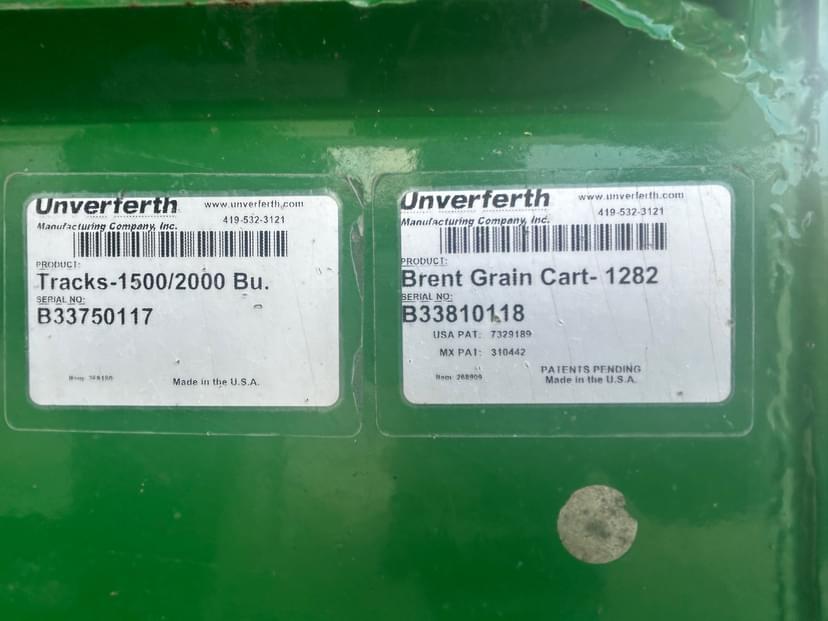 Unverferth www.unverferth.com
419-532-3121
Manufacturing Company, Inc.
PRODUCT:
Tracks-1500/2000 Bu.
SERIAL NO:
B33750117
Item:
Made in the U.S.A.
Unverferth www.unverferth.com
419-532-3121
Manufacturing Company, Inc.
PRODUCT:
Brent Grain Cart- 1282
SERIAL NO:
B33810118
USA PAT: 7329189
MX PAT: 310442
PATENTS PENDING
Item: Made in the U.S.A.